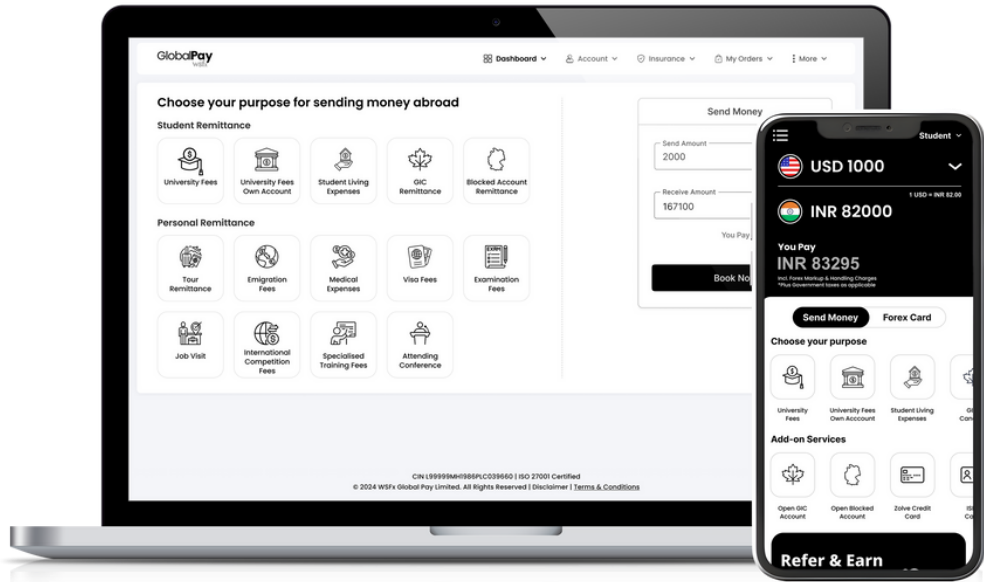 GlobalPay
WSFx
Dashboard
Account
Insurance
My Orders
More
Choose your purpose for sending money abroad
Student Remittance
University Fees
University Fees
Own Account
Student Living
Expenses
GIC
Remittance
Blocked Account
Remittance
Personal Remittance
Tour
Remittance
Emigration
Fees
Medical
Expenses
Visa Fees
EXAM
Examination
Fees
Job Visit
International
Competition
Fees
Specialised
Training Fees
Attending
Conference
Send Money
Send Amount
2000
Receive Amount
167100
You Pay
Book No
CIN L99999MH1986PLC039660 | ISO 27001 Certified
© 2024 WSFx Global Pay Limited. All Rights Reserved | Disclaimer | Terms & Conditions
Student
USD 1000
1 USD = INR 82.00
INR 82000
You Pay
INR 83295
Incl. Forex Markup & Handling Charges
*Plus Government taxes as applicable
Send Money
Forex Card
Choose your purpose
University
Fees
University Fees
Own Acccount
Student Living
Expenses
Add-on Services
Open GIC
Account
Open Blocked
Account
Zolve Credit
Card
Refer & Earn